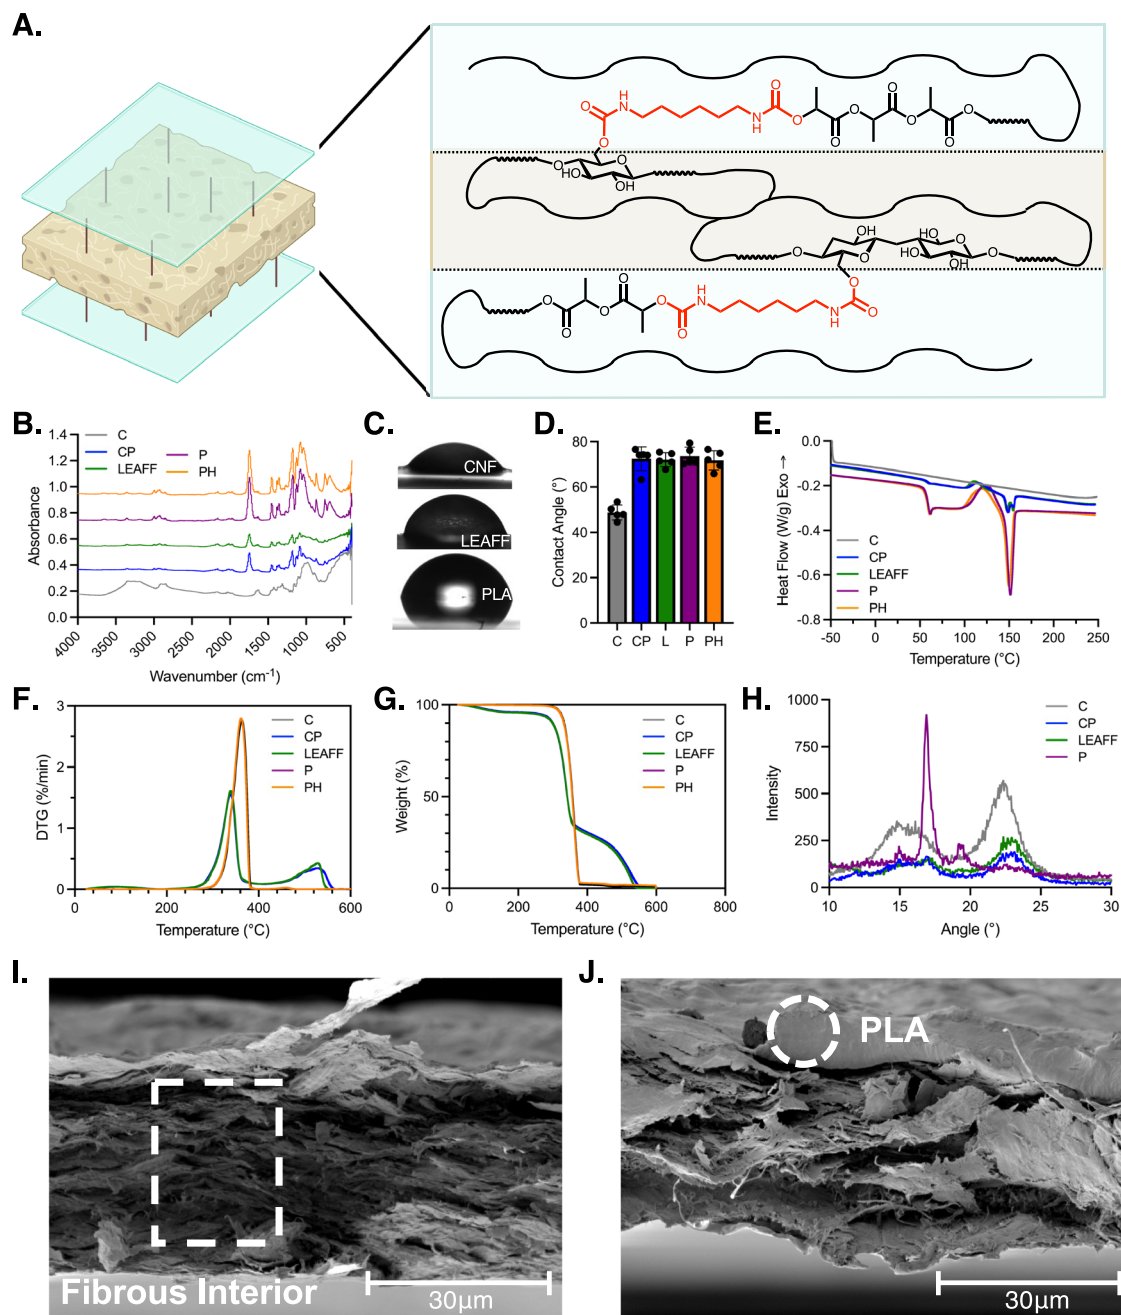 A.
O
H
N
O
O
N
H
O
O
O
O
O
O
O
O
O
HO
OH
O
OH
HO
O
O
O
HO
OH
O
O
O
O
O
O
O
H
N
O
N
H
O
B.
C
CP
LEAFF
P
PH
Absorbance
1.4
1.2
1.0
0.8
0.6
0.4
0.2
0.0
4000 3500 3000 2500 2000 1500 1000 500
Wavenumber (cm-1)
C.
CNF
LEAFF
PLA
D.
Contact Angle (°)
80
60
40
20
0
C CP L P PH
E.
Heat Flow (W/g) Exo →
0.0
-0.2
-0.4
-0.6
-0.8
C
CP
LEAFF
P
PH
-50 0 50 100 150 200 250
Temperature (°C)
F.
DTG (%/min)
3
2
1
0
C
CP
LEAFF
P
PH
0 200 400 600
Temperature (°C)
G.
Weight (%)
100
50
0
C
CP
LEAFF
P
PH
0 200 400 600 800
Temperature (°C)
H.
Intensity
1000
750
500
250
0
C
CP
LEAFF
P
10 15 20 25 30
Angle (°)
I.
Fibrous Interior
30μm
J.
PLA
30μm